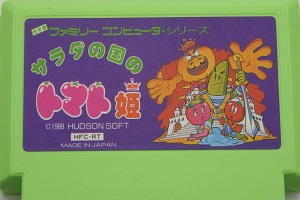 ファミリー コンピュータ・シリーズ
サラダの国の
トマト姫
©1988 HUDSON SOFT
HFC-RT
MADE IN JAPAN